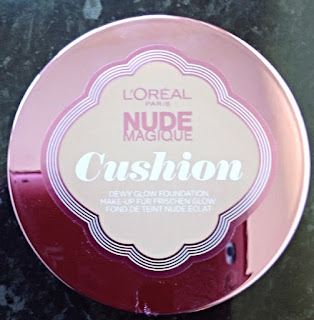 L'ORÉAL
PARIS
NUDE
MAGIQUE
Cushion
DEWY GLOW FOUNDATION
MAKE-UP FÜR FRISCHEN GLOW
FOND DE TEINT NUDE ÉCLAT